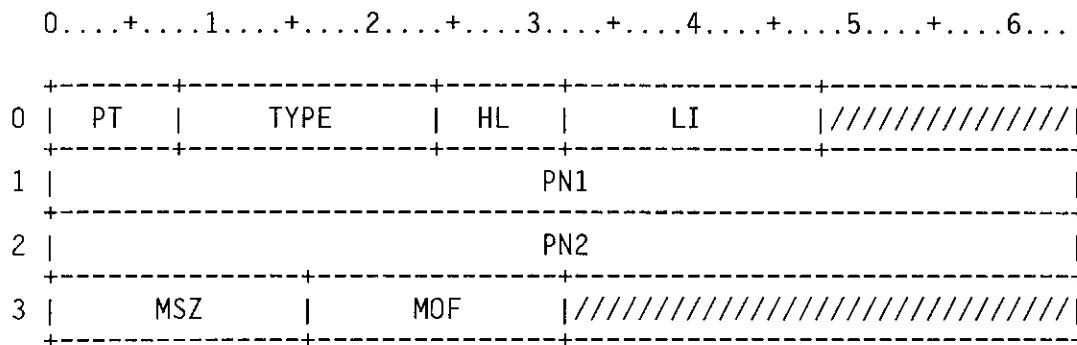 0....+....1....+....2....+....3....+....4....+....5....+....6...
+-------+---------------+-------+---------------+---------------
0 | PT | TYPE | HL | LI |///////////////|
+-------+---------------+-------+---------------+---------------
1 | PN1 |
+---------------------------------------------------------------
2 | PN2 |
+---------------+---------------+-------------------------------
3 | MSZ | MOF |///////////////////////////////|
+---------------+---------------+-------------------------------